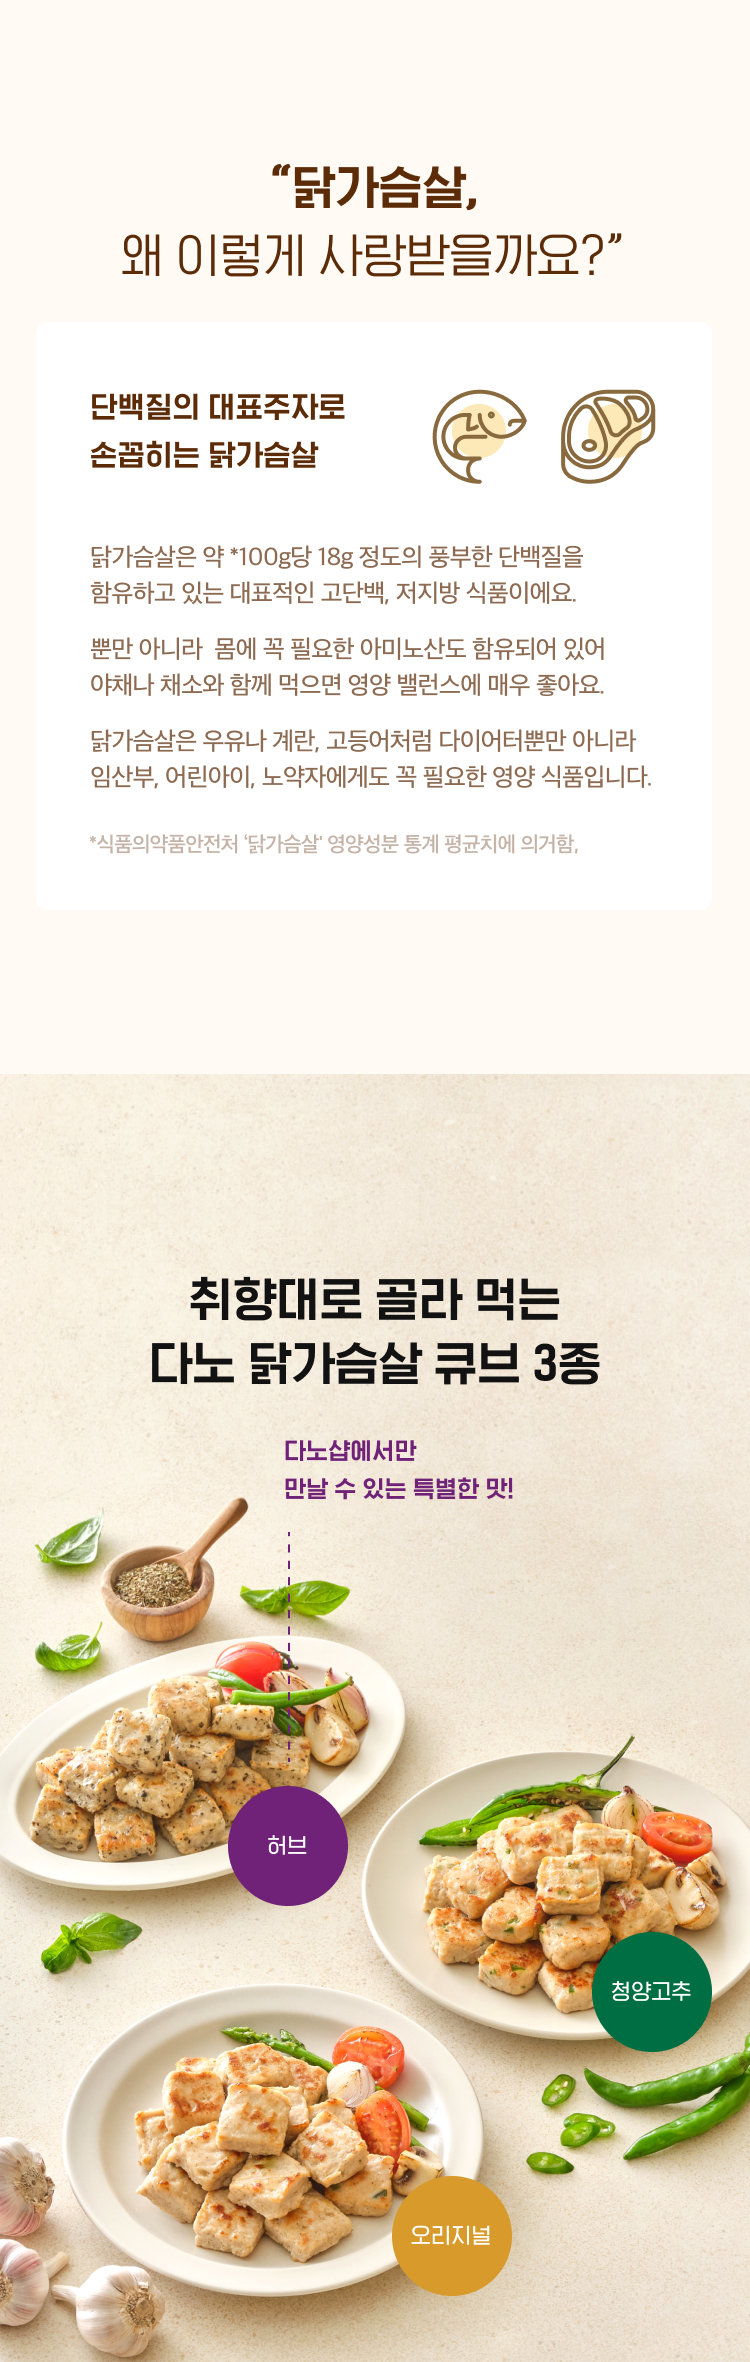 “닭가슴살,
왜 이렇게 사랑받을까요?”
단백질의 대표주자로
손꼽히는 닭가슴살
닭가슴살은 약 *100g당 18g 정도의 풍부한 단백질을
함유하고 있는 대표적인 고단백, 저지방 식품이에요.
뿐만 아니라 몸에 꼭 필요한 아미노산도 함유되어 있어
야채나 채소와 함께 먹으면 영양 밸런스에 매우 좋아요.
닭가슴살은 우유나 계란, 고등어처럼 다이어터뿐만 아니라
임산부, 어린아이, 노약자에게도 꼭 필요한 영양 식품입니다.
*식품의약품안전처 ‘닭가슴살' 영양성분 통계 평균치에 의거함,
취향대로 골라 먹는
다노 닭가슴살 큐브 3종
다노샵에서만
만날 수 있는 특별한 맛!
허브
청양고추
오리지널